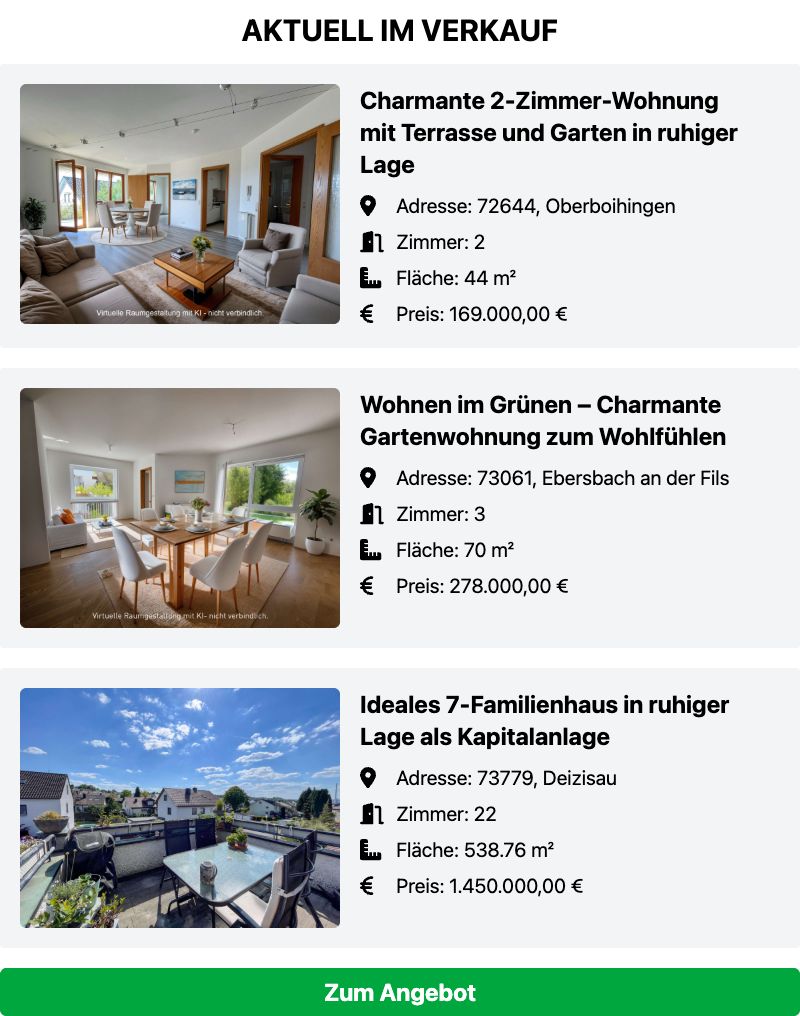 AKTUELL IM VERKAUF
Charmante 2-Zimmer-Wohnung
mit Terrasse und Garten in ruhiger
Lage
Adresse: 72644, Oberboihingen
Zimmer: 2
Fläche: 44 m²
Preis: 169.000,00 €
Virtuelle Raumgestaltung mit KI - nicht verbindlich.
Wohnen im Grünen – Charmante
Gartenwohnung zum Wohlfühlen
Adresse: 73061, Ebersbach an der Fils
Zimmer: 3
Fläche: 70 m²
Preis: 278.000,00 €
Virtuelle Raumgestaltung mit KI- nicht verbindlich.
Ideales 7-Familienhaus in ruhiger
Lage als Kapitalanlage
Adresse: 73779, Deizisau
Zimmer: 22
Fläche: 538.76 m²
Preis: 1.450.000,00 €
Zum Angebot